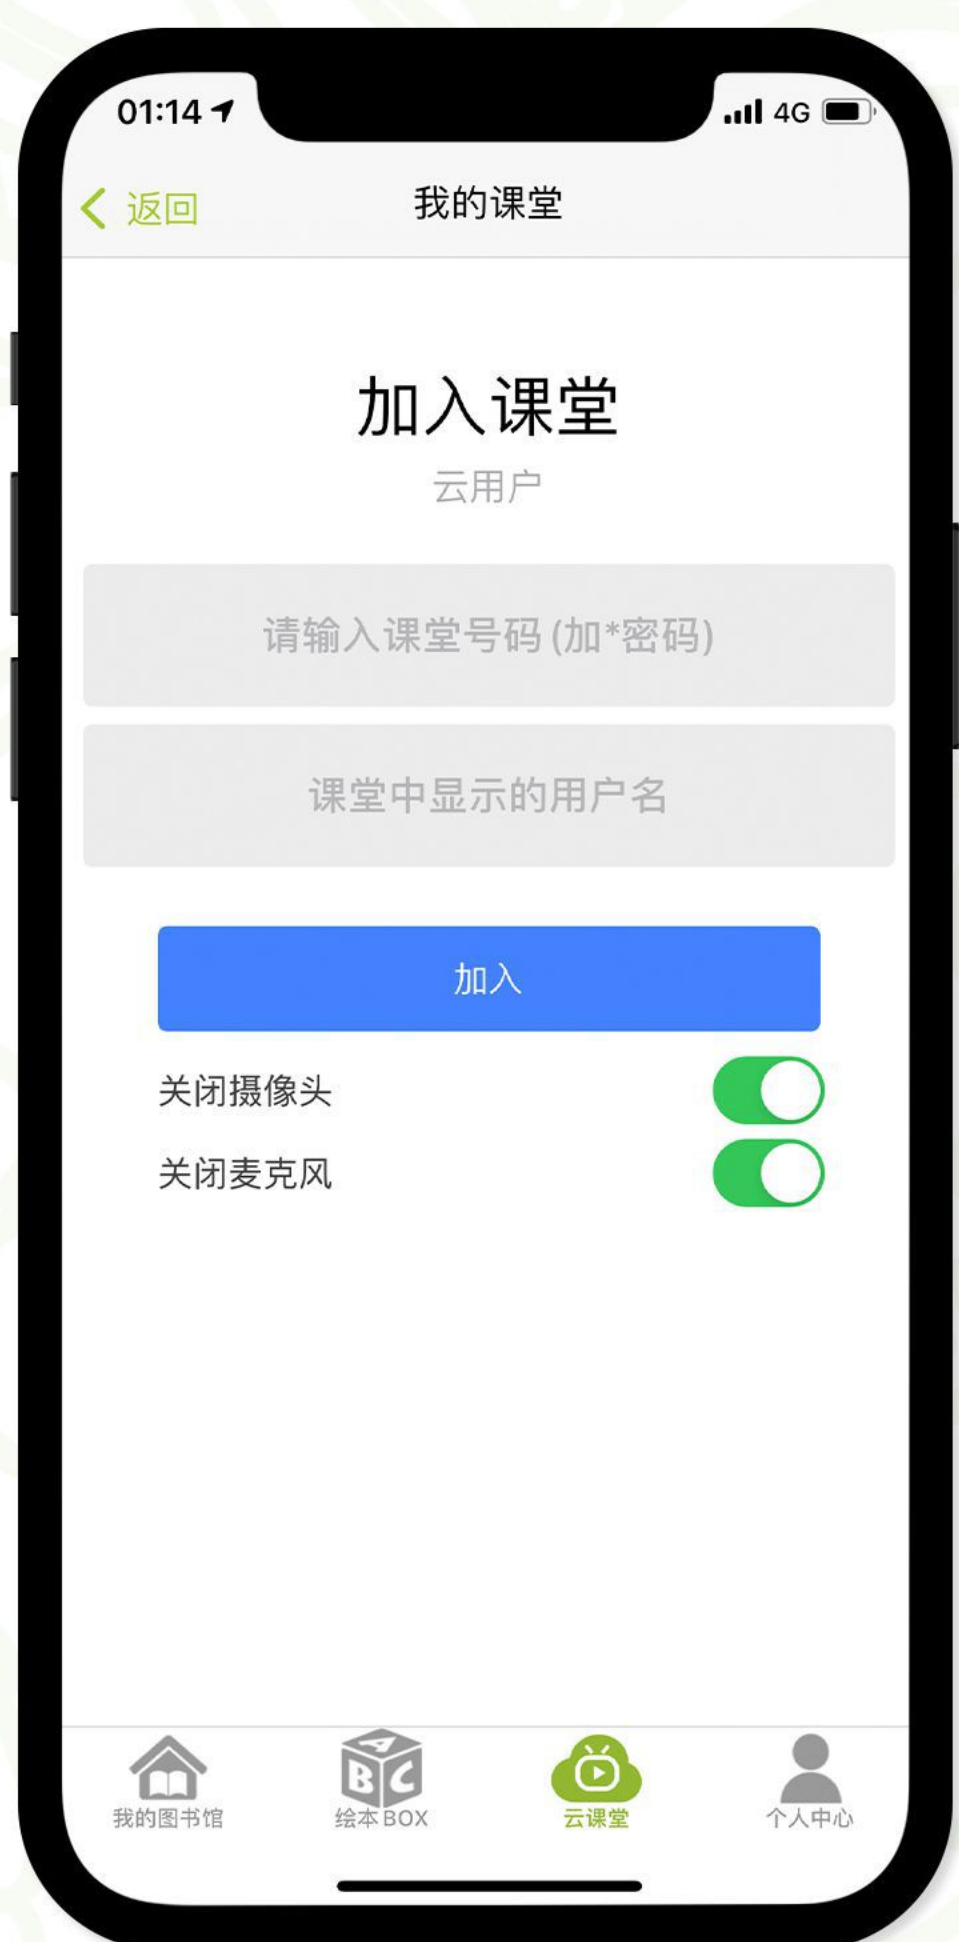 01:14 4G
返回 我的课堂
加入课堂
云用户
请输入课堂号码(加*密码)
课堂中显示的用户名
加入
关闭摄像头
关闭麦克风
A B C
我的图书馆 绘本BOX 云课堂 个人中心